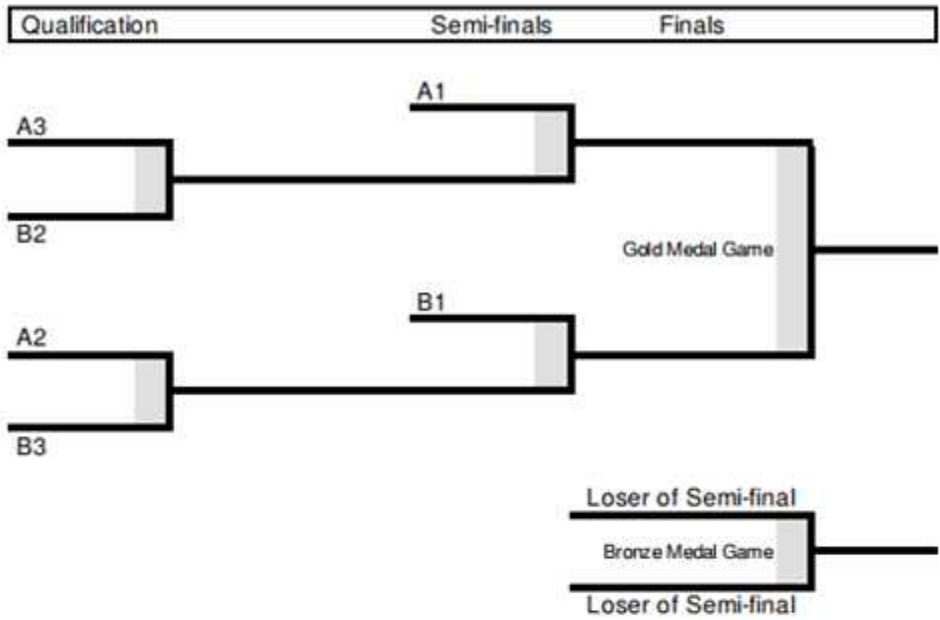 Qualification Semi-finals Finals
A1
A3
B2
Gold Medal Game
B1
A2
B3
Loser of Semi-final
Bronze Medal Game
Loser of Semi-final